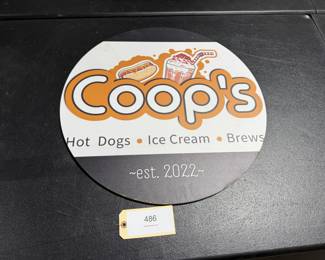 Coop's
Hot Dogs • Ice Cream • Brews
~est. 2022~
486